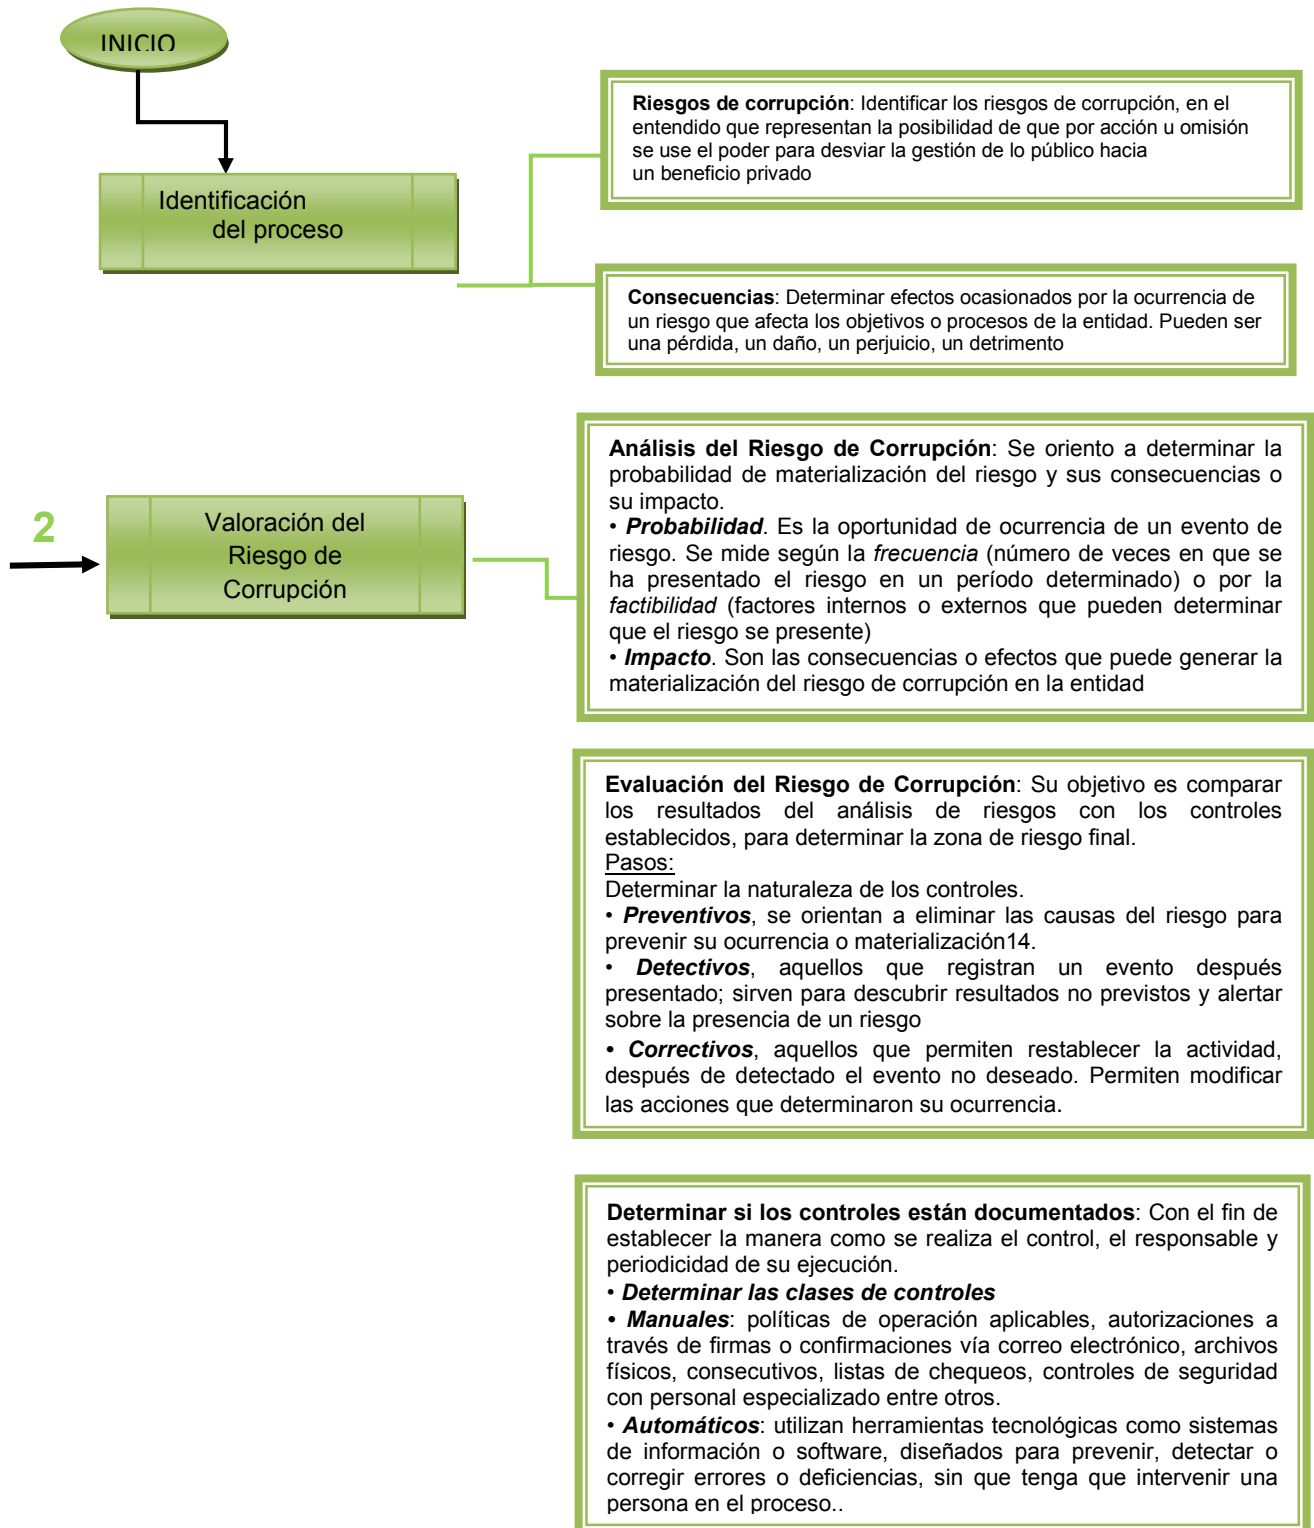 INICIO
Riesgos de corrupción: Identificar los riesgos de corrupción, en el
entendido que representan la posibilidad de que por acción u omisión
se use el poder para desviar la gestión de lo público hacia
un beneficio privado
Identificación
del proceso
Consecuencias: Determinar efectos ocasionados por la ocurrencia de
un riesgo que afecta los objetivos o procesos de la entidad. Pueden ser
una pérdida, un daño, un perjuicio, un detrimento
2
Valoración del
Riesgo de
Corrupción
Análisis del Riesgo de Corrupción: Se oriento a determinar la
probabilidad de materialización del riesgo y sus consecuencias o
su impacto.
• Probabilidad. Es la oportunidad de ocurrencia de un evento de
riesgo. Se mide según la frecuencia (número de veces en que se
ha presentado el riesgo en un período determinado) o por la
factibilidad (factores internos o externos que pueden determinar
que el riesgo se presente)
• Impacto. Son las consecuencias o efectos que puede generar la
materialización del riesgo de corrupción en la entidad
Evaluación del Riesgo de Corrupción: Su objetivo es comparar
los resultados del análisis de riesgos con los controles
establecidos, para determinar la zona de riesgo final.
Pasos:
Determinar la naturaleza de los controles.
• Preventivos, se orientan a eliminar las causas del riesgo para
prevenir su ocurrencia o materialización14.
• Detectivos, aquellos que registran un evento después
presentado; sirven para descubrir resultados no previstos y alertar
sobre la presencia de un riesgo
• Correctivos, aquellos que permiten restablecer la actividad,
después de detectado el evento no deseado. Permiten modificar
las acciones que determinaron su ocurrencia.
Determinar si los controles están documentados: Con el fin de
establecer la manera como se realiza el control, el responsable y
periodicidad de su ejecución.
• Determinar las clases de controles
• Manuales: políticas de operación aplicables, autorizaciones a
través de firmas o confirmaciones vía correo electrónico, archivos
físicos, consecutivos, listas de chequeos, controles de seguridad
con personal especializado entre otros.
• Automáticos: utilizan herramientas tecnológicas como sistemas
de información o software, diseñados para prevenir, detectar o
corregir errores o deficiencias, sin que tenga que intervenir una
persona en el proceso..